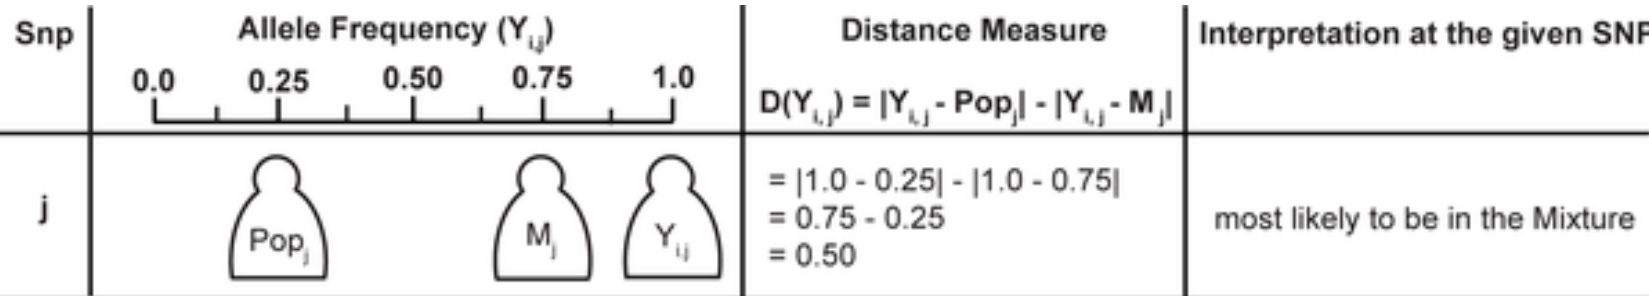 Snp
Allele Frequency (Yi,j)
0.0 0.25 0.50 0.75 1.0
Distance Measure
D(Yi,j) = |Yi,j - Popj| - |Yi,j - Mj|
Interpretation at the given SNP
j
Popj
Mj
Yi,j
= |1.0 - 0.25| - |1.0 - 0.75|
= 0.75 - 0.25
= 0.50
most likely to be in the Mixture